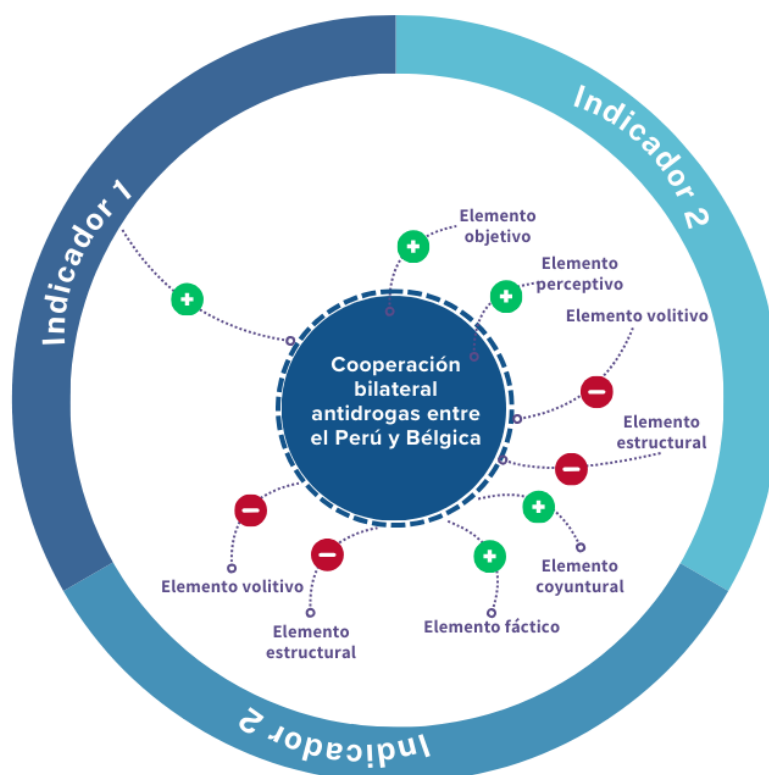 Indicador 1
Indicador 2
Elemento
objetivo
Elemento
perceptivo
Elemento volitivo
Elemento
estructural
Cooperación
bilateral
antidrogas entre
el Perú y Bélgica
Elemento
coyuntural
Elemento fáctico
Elemento volitivo
Elemento
estructural
Indicador 2